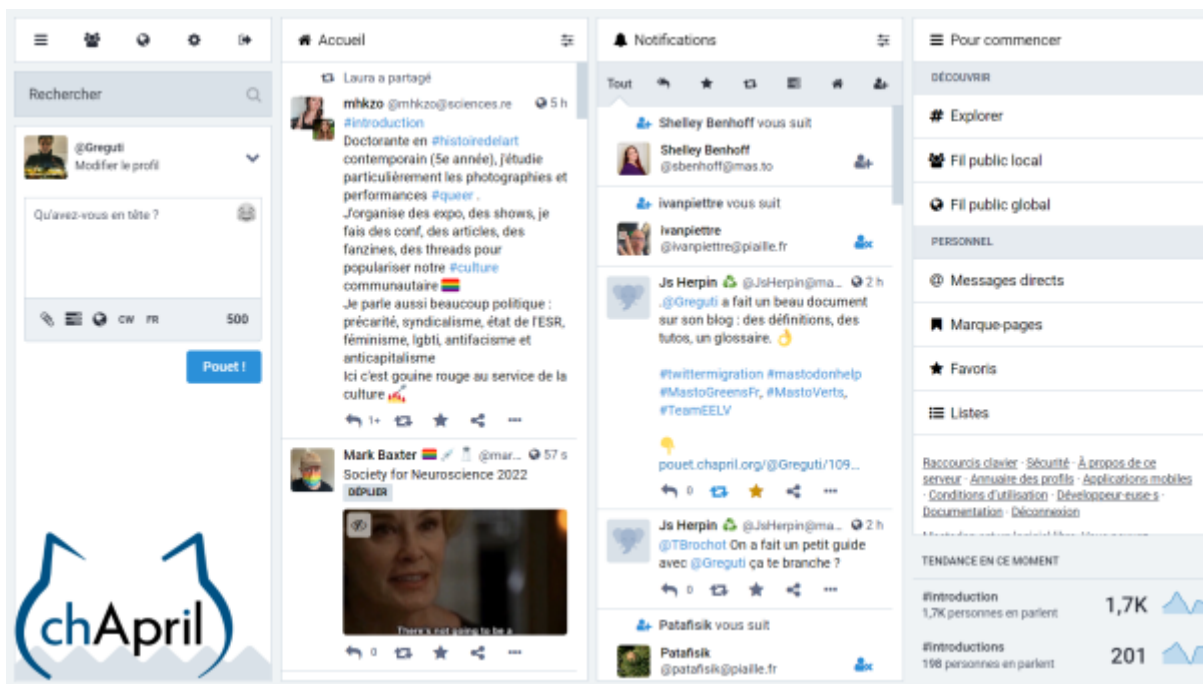 Rechercher
@Greguti
Modifier le profil
Qu'avez-vous en tête ?
CW FR 500
Pouet !
chApril
Accueil
Laura a partagé
mhkzo @mhkzo@sciences.re 5 h
#introduction
Doctorante en #histoiredelart
contemporain (5e année), j'étudie
particulièrement les photographies et
performances #queer .
J'organise des expo, des shows, je
fais des conf, des articles, des
fanzines, des threads pour
populariser notre #culture
communautaire
Je parle aussi beaucoup politique :
précarité, syndicalisme, état de l'ESR,
féminisme, lgbti, antifacisme et
anticapitalisme
Ici c'est gouine rouge au service de la
culture
1+
Mark Baxter @mar... 57 s
Society for Neuroscience 2022
DÉPLIER
There's not going to be a
0
Notifications
Tout
Shelley Benhoff vous suit
Shelley Benhoff
@sbenhoff@mas.to
ivanpiettre vous suit
ivanpiettre
@ivanpiettre@piaille.fr
Js Herpin @JsHerpin@ma... 2 h
.@Greguti a fait un beau document
sur son blog : des définitions, des
tutos, un glossaire.
#twittermigration #mastodonhelp
#MastoGreensFr, #MastoVerts,
#TeamEELV
pouet.chapril.org/@Greguti/109...
0
Js Herpin @JsHerpin@ma... 2 h
@TBrochot On a fait un petit guide
avec @Greguti ça te branche ?
0
Patafisik vous suit
Patafisik
@patafisik@piaille.fr
Pour commencer
DÉCOUVRIR
# Explorer
Fil public local
Fil public global
PERSONNEL
@ Messages directs
Marque-pages
Favoris
Listes
Raccourcis clavier · Sécurité · À propos de ce
serveur · Annuaire des profils · Applications mobiles
· Conditions d'utilisation · Développeur·euse·s ·
Documentation · Déconnexion
TENDANCE EN CE MOMENT
#introduction 1,7K
1,7K personnes en parlent
#introductions 201
198 personnes en parlent